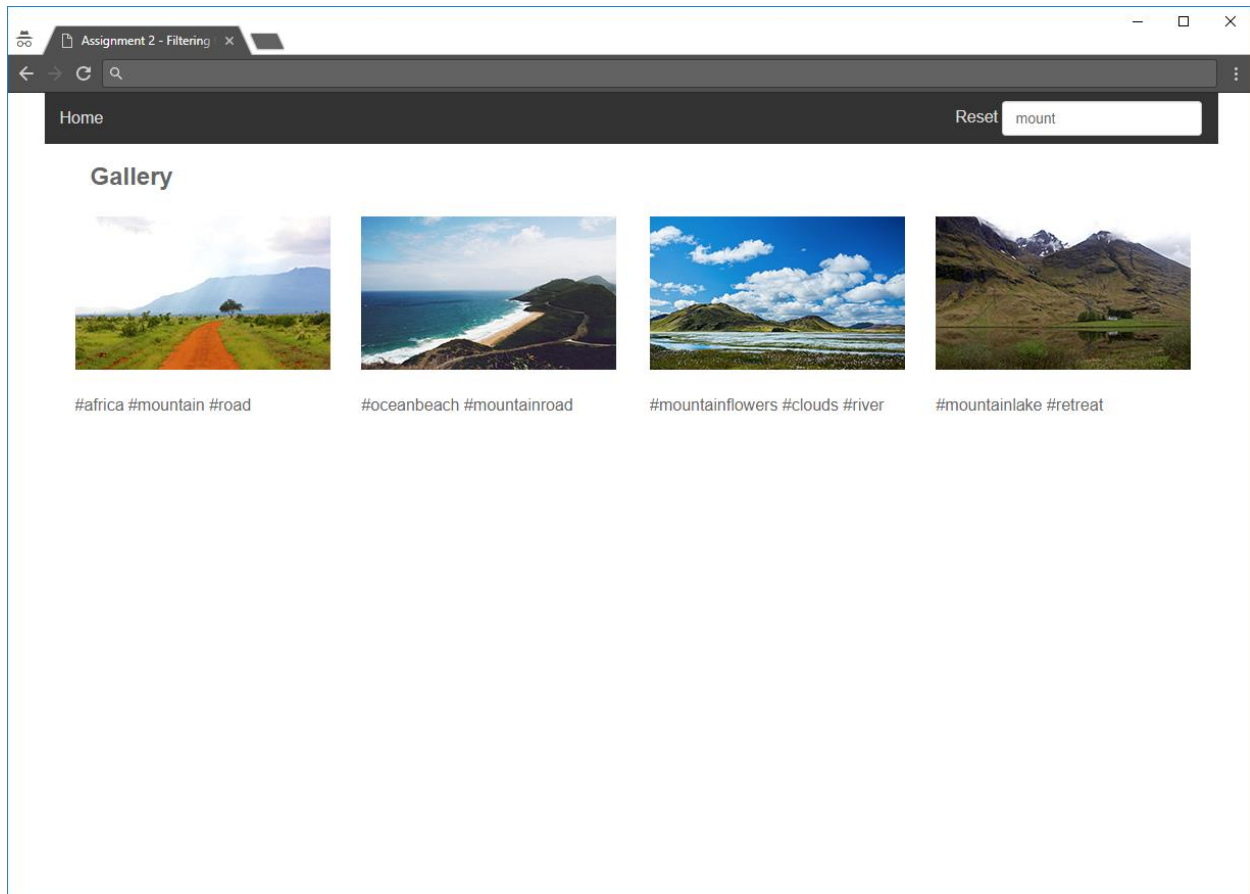 Assignment 2 - Filtering
Home
Reset mount
Gallery
#africa #mountain #road
#oceanbeach #mountainroad
#mountainflowers #clouds #river
#mountainlake #retreat